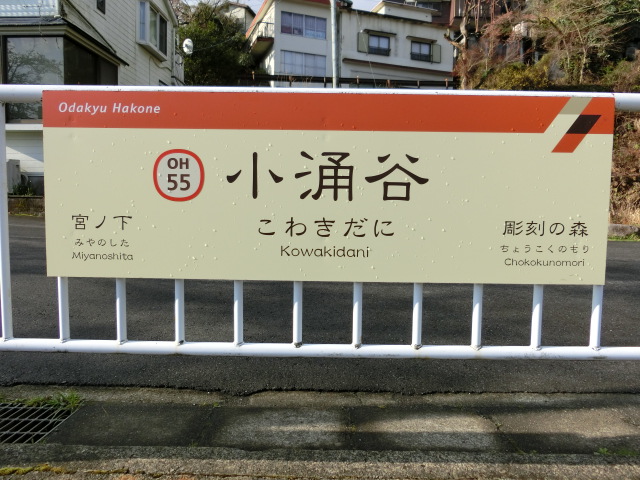 Odakyu Hakone
OH
55
小涌谷
こわきだに
Kowakidani
宮ノ下
みやのした
Miyanoshita
彫刻の森
ちょうこくのもり
Chokokunomori